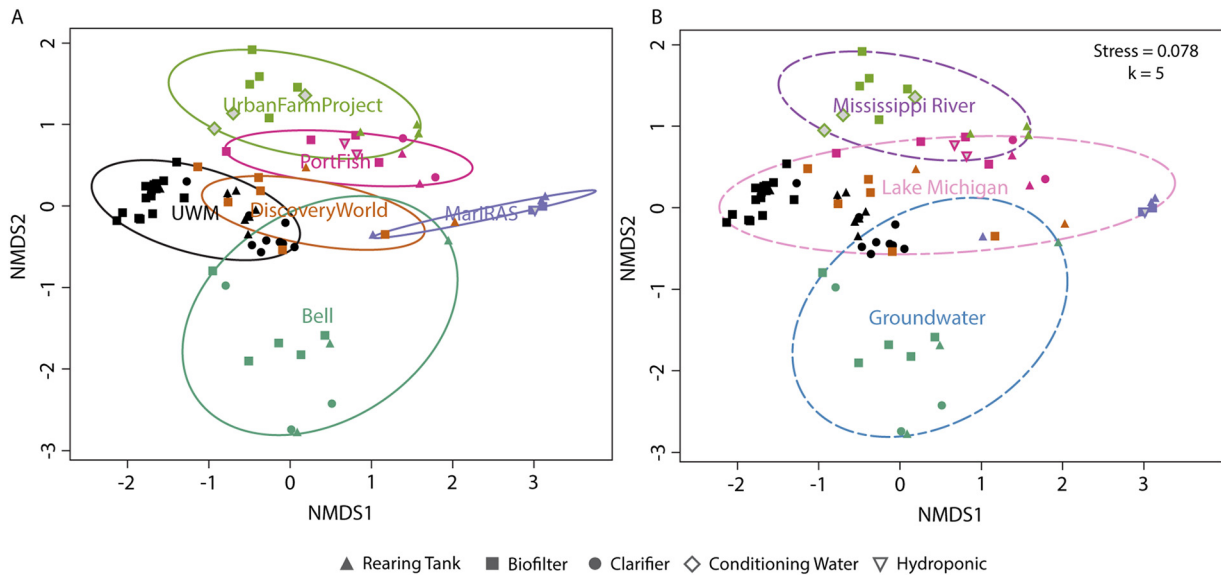 A
B
2
1
0
-1
-2
-3
NMDS2
-2
-1
0
1
2
3
NMDS1
UrbanFarmProject
PortFish
UWM
DiscoveryWorld
MariRAS
Bell
2
1
0
-1
-2
-3
NMDS2
-2
-1
0
1
2
3
NMDS1
Stress = 0.078
k = 5
Mississippi River
Lake Michigan
Groundwater
Rearing Tank Biofilter Clarifier Conditioning Water Hydroponic